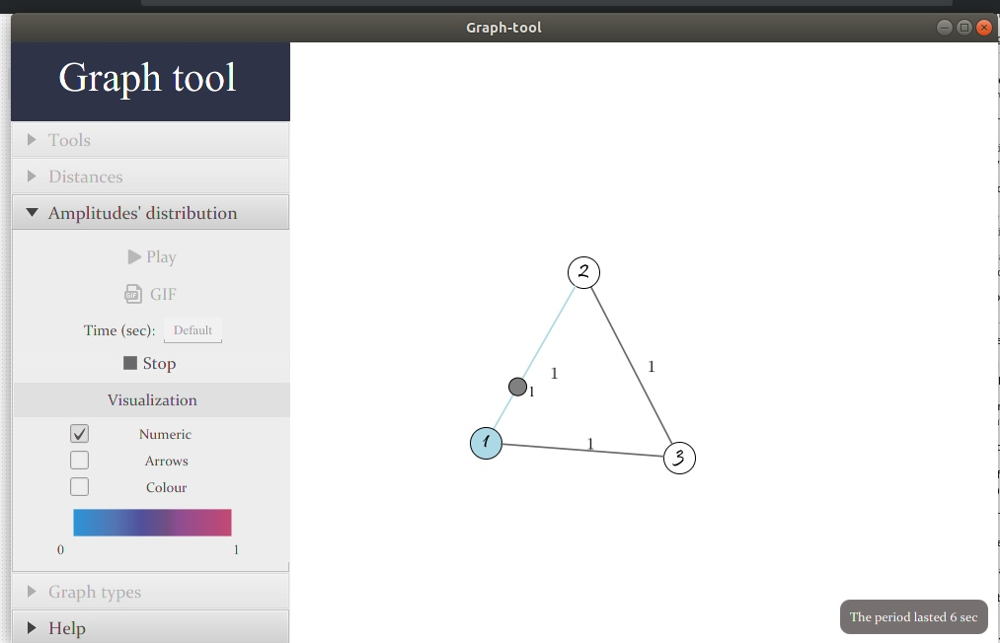 Graph-tool
Graph tool
Tools
Distances
Amplitudes' distribution
Play
GIF
GIF
Time (sec): Default
Stop
Visualization
Numeric
Arrows
Colour
0 1
Graph types
Help
2
1
1
1
1
1
3
The period lasted 6 sec